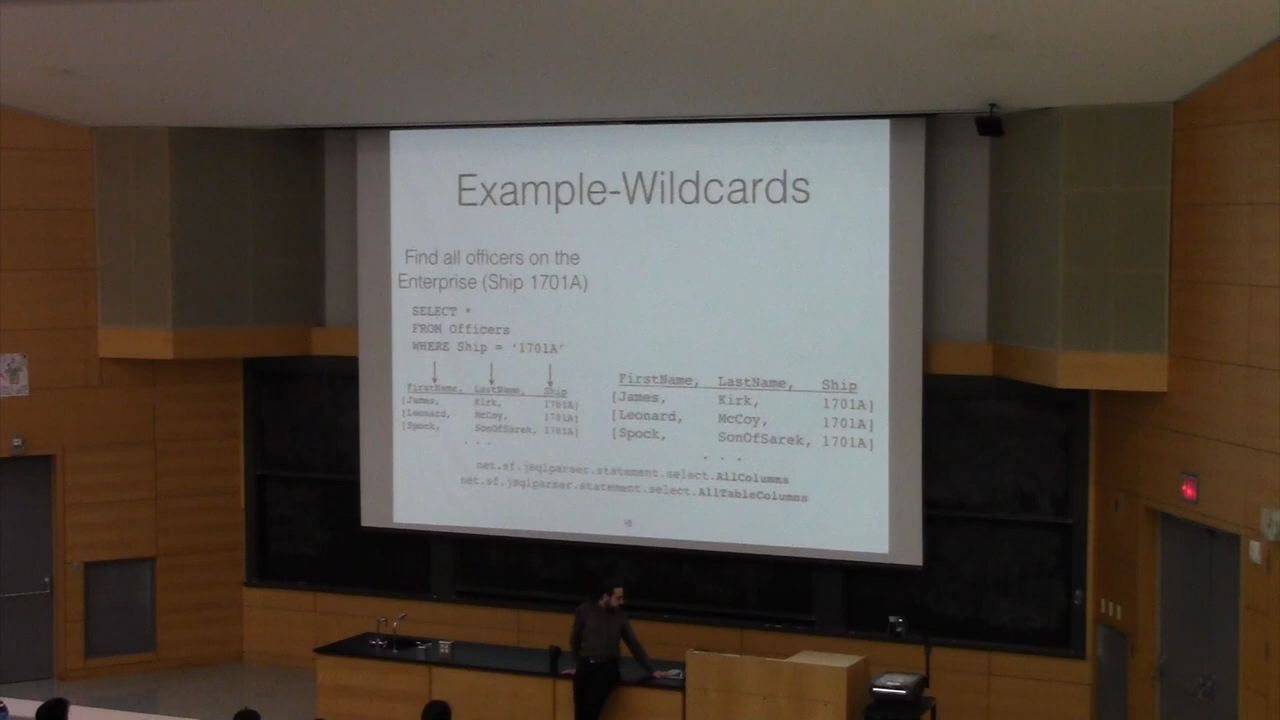 Example-Wildcards
Find all officers on the
Enterprise (Ship 1701A)
SELECT *
FROM Officers
WHERE Ship = '1701A'
FirstName, LastName, Ship
[James, Kirk, 1701A]
[Leonard, McCoy, 1701A]
[Spock, SonOfSarek, 1701A]
. . .
FirstName, LastName, Ship
[James, Kirk, 1701A]
[Leonard, McCoy, 1701A]
[Spock, SonOfSarek, 1701A]
. . .
net.sf.jsqlparser.statement.select.AllColumns
net.sf.jsqlparser.statement.select.AllTableColumns